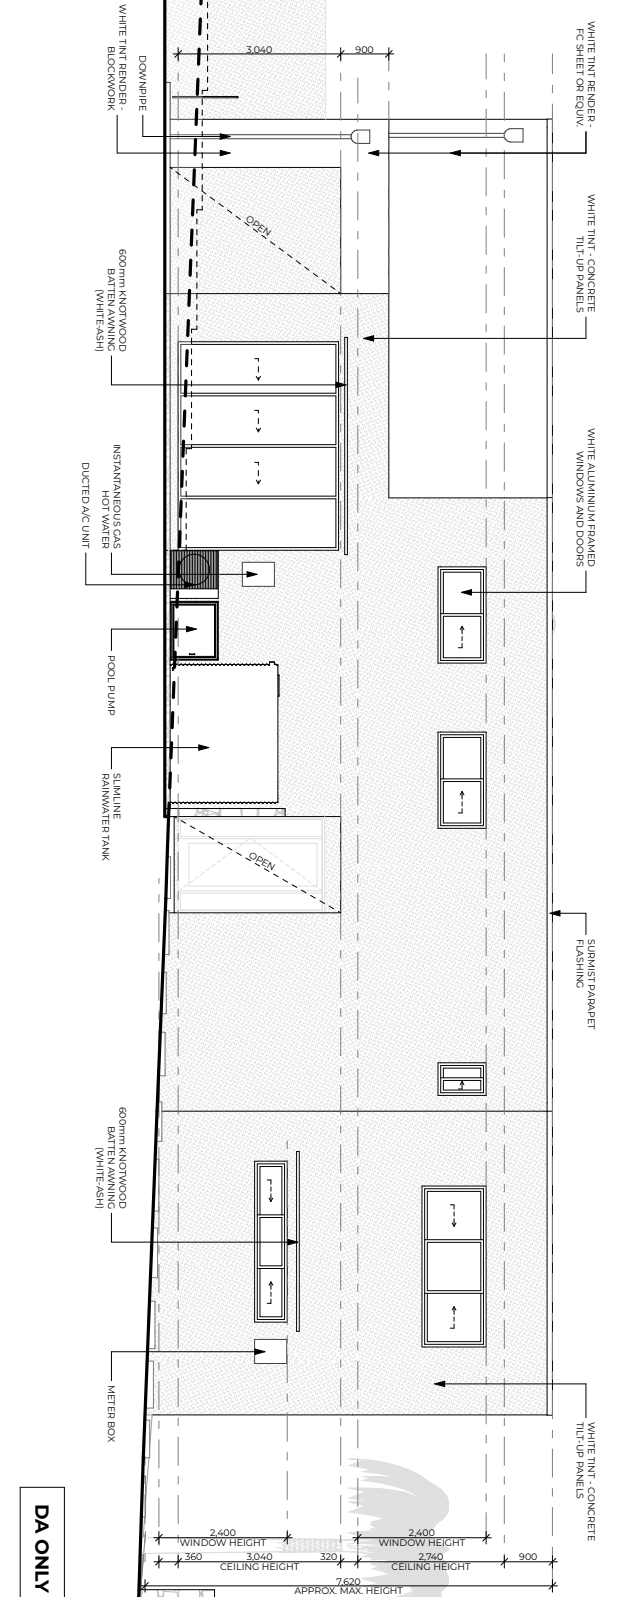 WHITE TINT RENDER -
FC SHEET OR EQUIV.
WHITE TINT - CONCRETE
TILT-UP PANELS
WHITE ALUMINIUM FRAMED
WINDOWS AND DOORS
SURMIST PARAPET
FLASHING
WHITE TINT - CONCRETE
TILT-UP PANELS
3,040
900
OPEN
OPEN
2,400
WINDOW HEIGHT
2,400
WINDOW HEIGHT
360
3,040
CEILING HEIGHT
320
2,740
CEILING HEIGHT
900
7,620
APPROX. MAX. HEIGHT
WHITE TINT RENDER -
BLOCKWORK
DOWNPIPE
600mm KNOTWOOD
BATTEN AWNING
(WHITE-ASH)
INSTANTANEOUS GAS
HOT WATER
DUCTED A/C UNIT
POOL PUMP
SLIMLINE
RAINWATER TANK
600mm KNOTWOOD
BATTEN AWNING
(WHITE-ASH)
METER BOX
DA ONLY